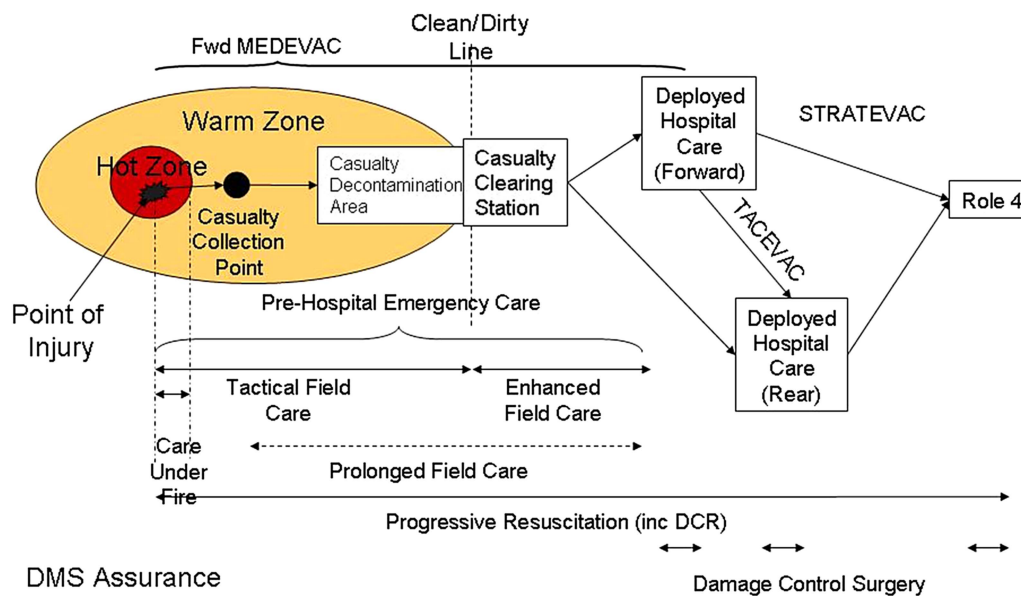 Clean/Dirty
Line
Fwd MEDEVAC
Warm Zone
Hot Zone
Casualty
Collection
Point
Casualty
Decontamination
Area
Casualty
Clearing
Station
Deployed
Hospital
Care
(Forward)
STRATEVAC
Role 4
TACEVAC
Deployed
Hospital
Care
(Rear)
Point of
Injury
Pre-Hospital Emergency Care
Tactical Field
Care
Enhanced
Field Care
Care
Under
Fire
Prolonged Field Care
Progressive Resuscitation (inc DCR)
DMS Assurance
Damage Control Surgery